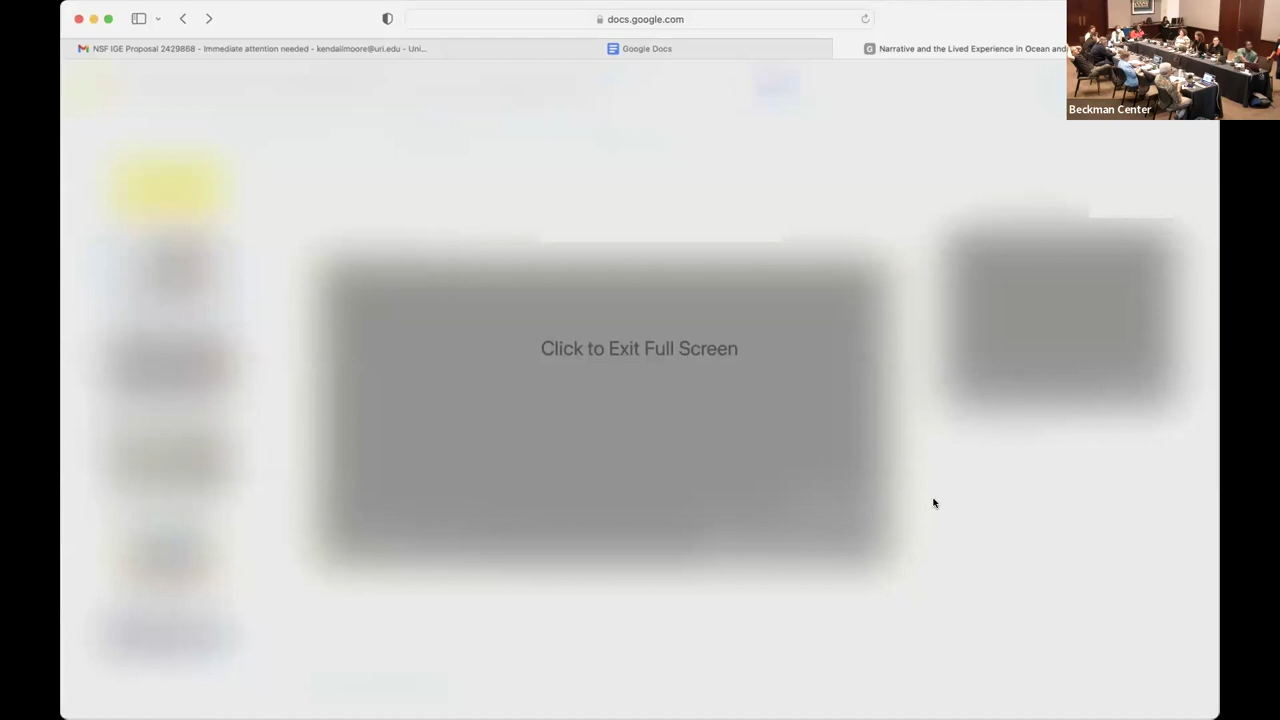 docs.google.com
NSF IGE Proposal 2429868 - Immediate attention needed - kendallmoore@uri.edu - Uni...
Google Docs
G
Narrative and the Lived Experience in Ocean and
Beckman Center
Click to Exit Full Screen